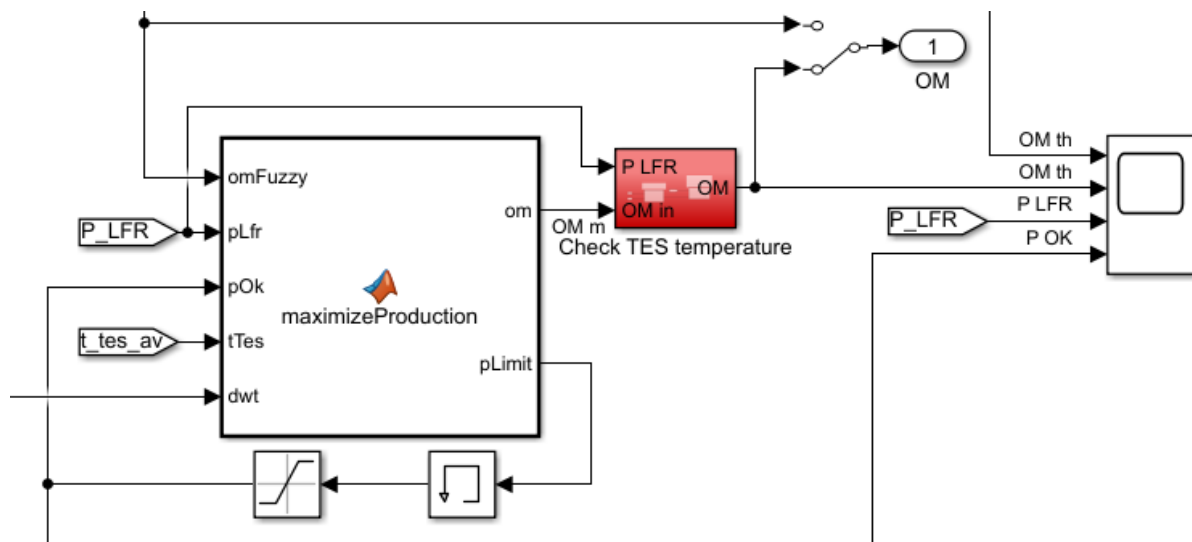 1
OM
OM th
omFuzzy
P LFR
OM
OM th
P_LFR
pLfr
om
OM in
P LFR
P_LFR
OM m
Check TES temperature
P OK
pOk
maximizeProduction
t_tes_av
tTes
pLimit
dwt